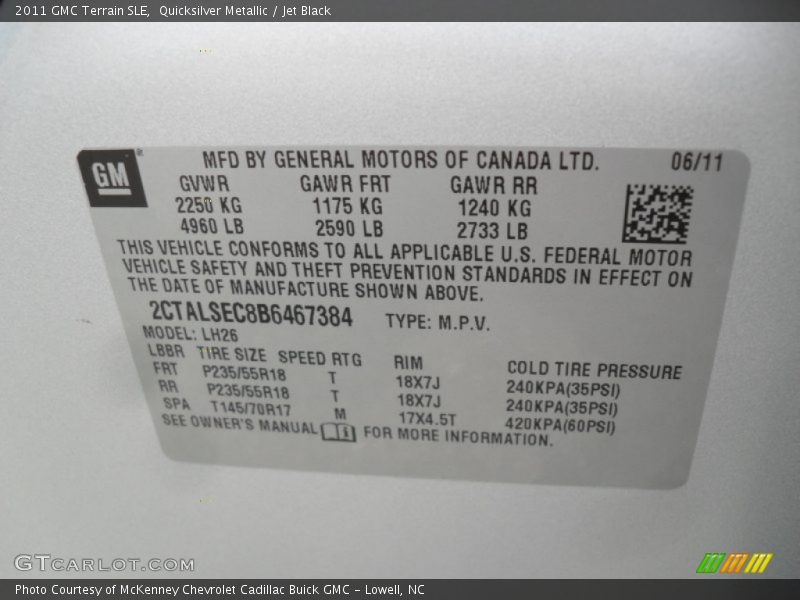 2011 GMC Terrain SLE, Quicksilver Metallic / Jet Black
GM
MFD BY GENERAL MOTORS OF CANADA LTD. 06/11
GVWR GAWR FRT GAWR RR
2250 KG 1175 KG 1240 KG
4960 LB 2590 LB 2733 LB
THIS VEHICLE CONFORMS TO ALL APPLICABLE U.S. FEDERAL MOTOR
VEHICLE SAFETY AND THEFT PREVENTION STANDARDS IN EFFECT ON
THE DATE OF MANUFACTURE SHOWN ABOVE.
2CTALSEC8B6467384 TYPE: M.P.V.
MODEL: LH26
LBBR TIRE SIZE SPEED RTG RIM COLD TIRE PRESSURE
FRT P235/55R18 T 18X7J 240KPA(35PSI)
RR P235/55R18 T 18X7J 240KPA(35PSI)
SPA T145/70R17 M 17X4.5T 420KPA(60PSI)
SEE OWNER'S MANUAL FOR MORE INFORMATION.
GTCARLOT.COM
Photo Courtesy of McKenney Chevrolet Cadillac Buick GMC - Lowell, NC